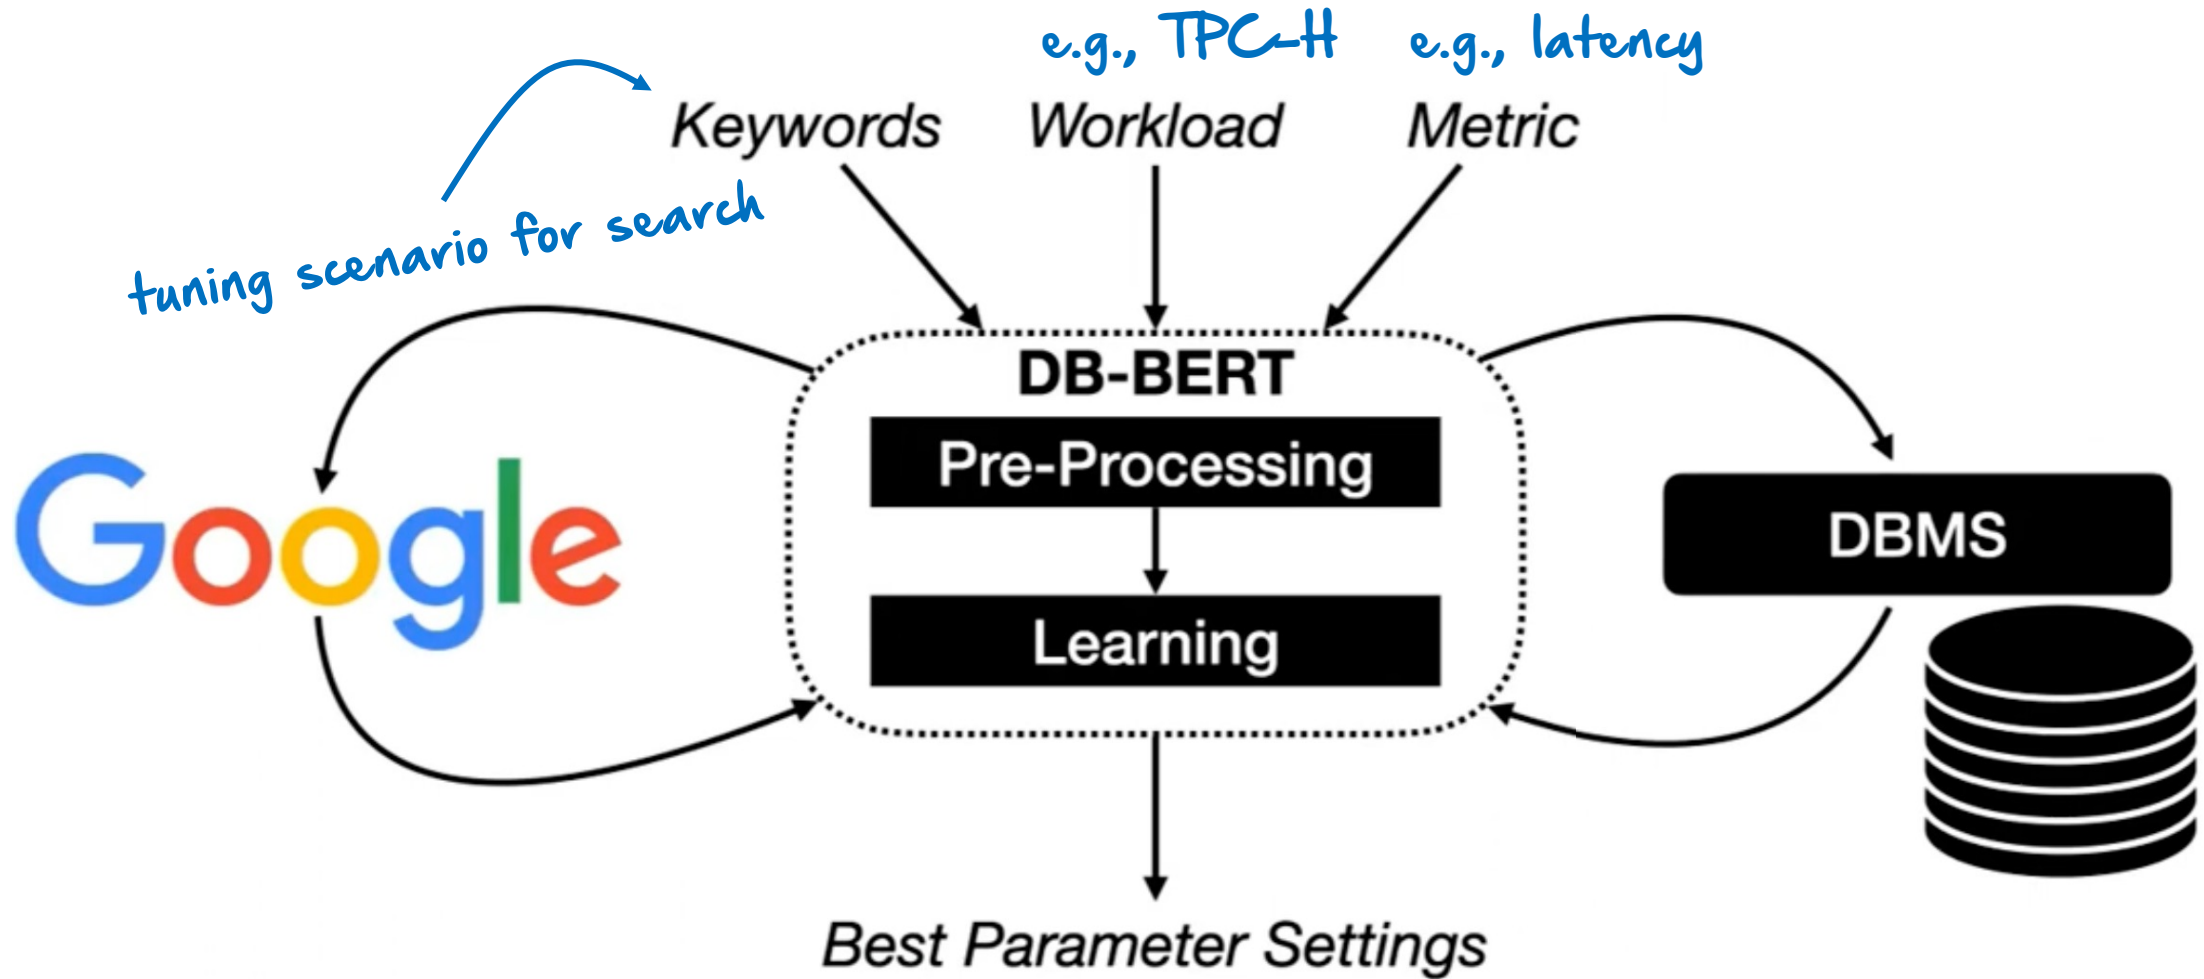 e.g., TPC-H e.g., latency
Keywords Workload Metric
tuning scenario for search
DB-BERT
Pre-Processing
Google
DBMS
Learning
Best Parameter Settings